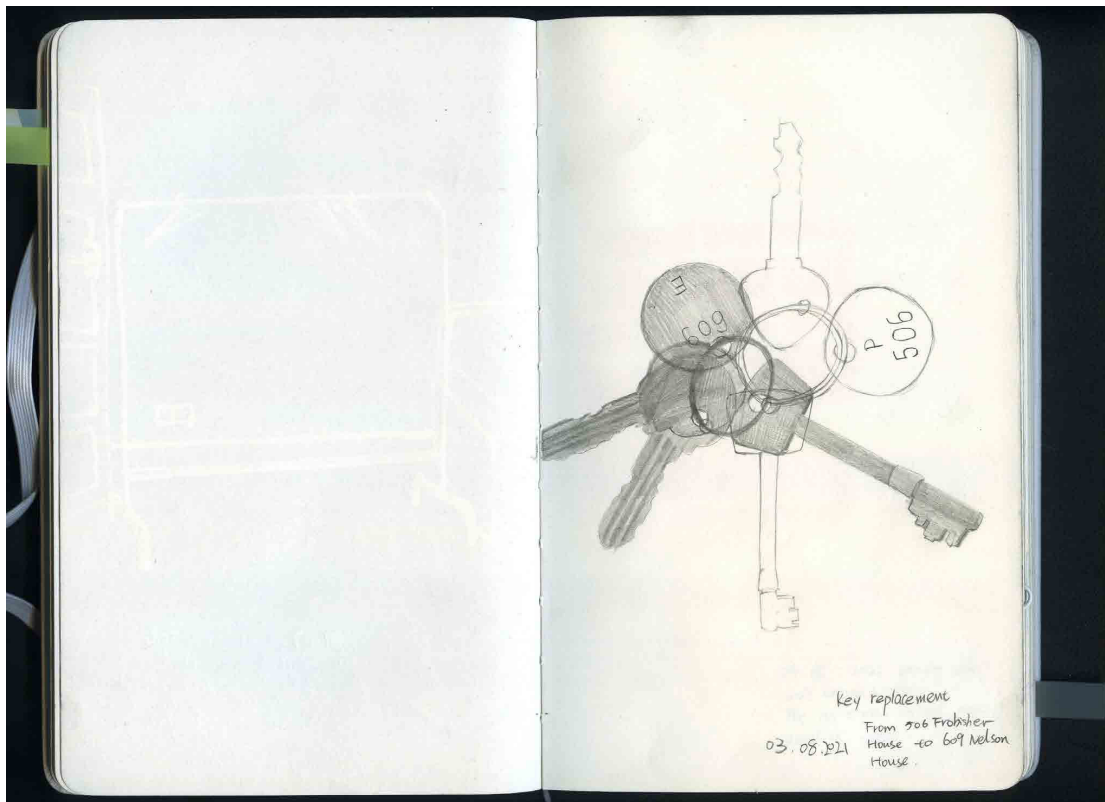 609
P
506
Key replacement
From 506 Frobisher
03.08.2021 House to 609 Nelson
House.